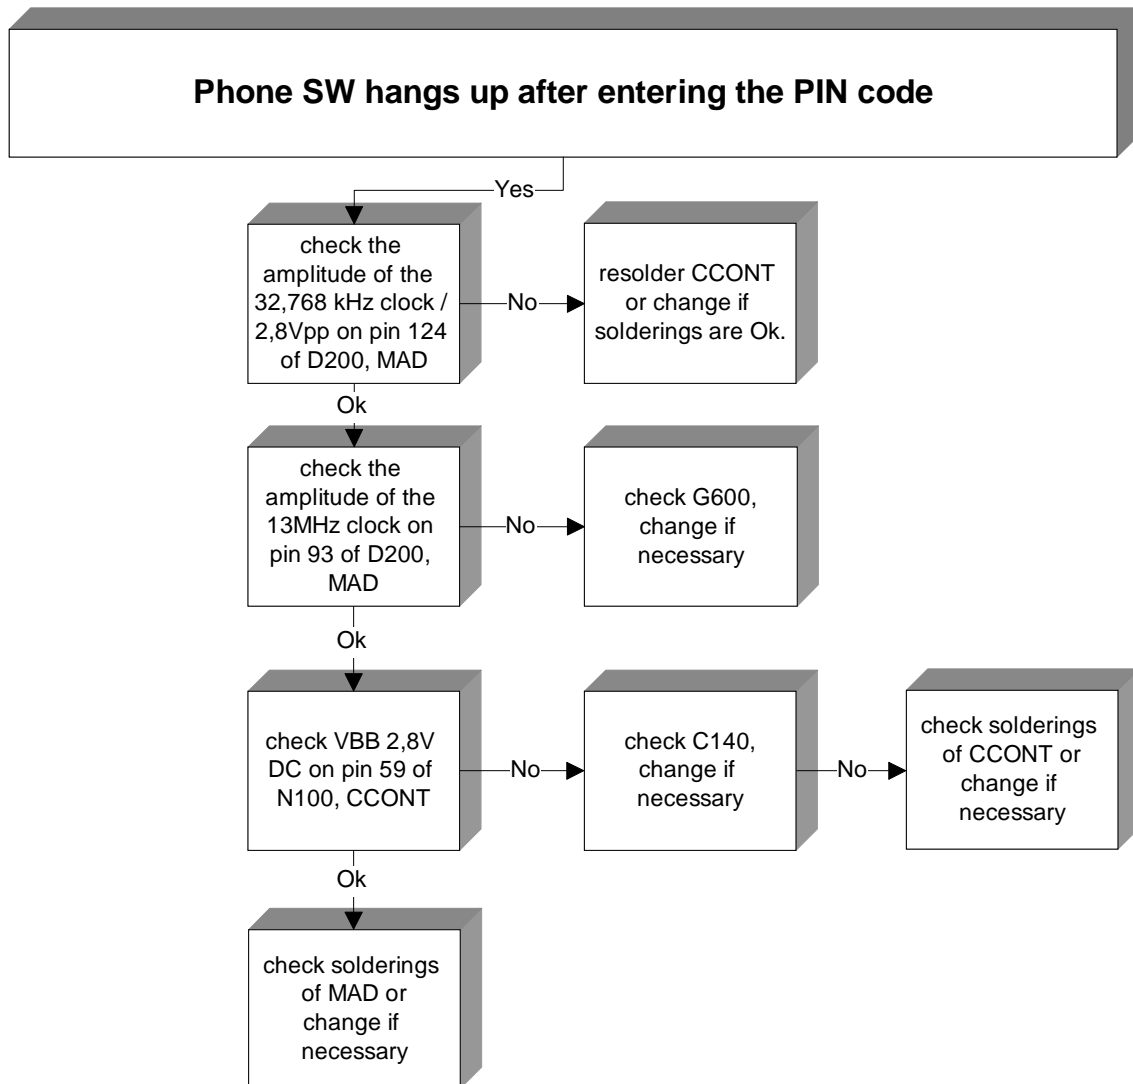 Phone SW hangs up after entering the PIN code
Yes
check the
amplitude of the
32,768 kHz clock /
2,8Vpp on pin 124
of D200, MAD
No
resolder CCONT
or change if
solderings are Ok.
Ok
check the
amplitude of the
13MHz clock on
pin 93 of D200,
MAD
No
check G600,
change if
necessary
Ok
check VBB 2,8V
DC on pin 59 of
N100, CCONT
No
check C140,
change if
necessary
No
check solderings
of CCONT or
change if
necessary
Ok
check solderings
of MAD or
change if
necessary